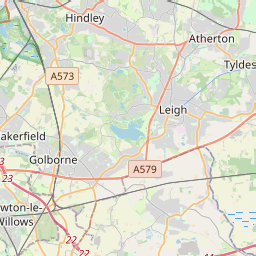 Hindley
Atherton
Tyldes
A573
Leigh
akerfield
Golborne
A579
wton-le-
Willows
22
23
22